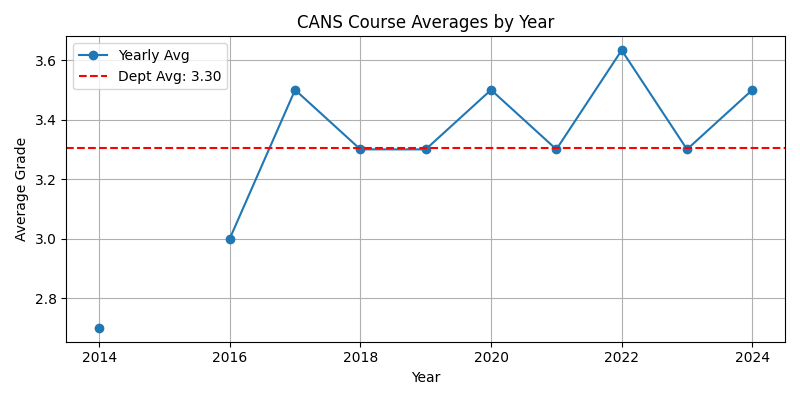 CANS Course Averages by Year
Yearly Avg
Dept Avg: 3.30
Average Grade
3.6
3.4
3.2
3.0
2.8
2014
2016
2018
2020
2022
2024
Year